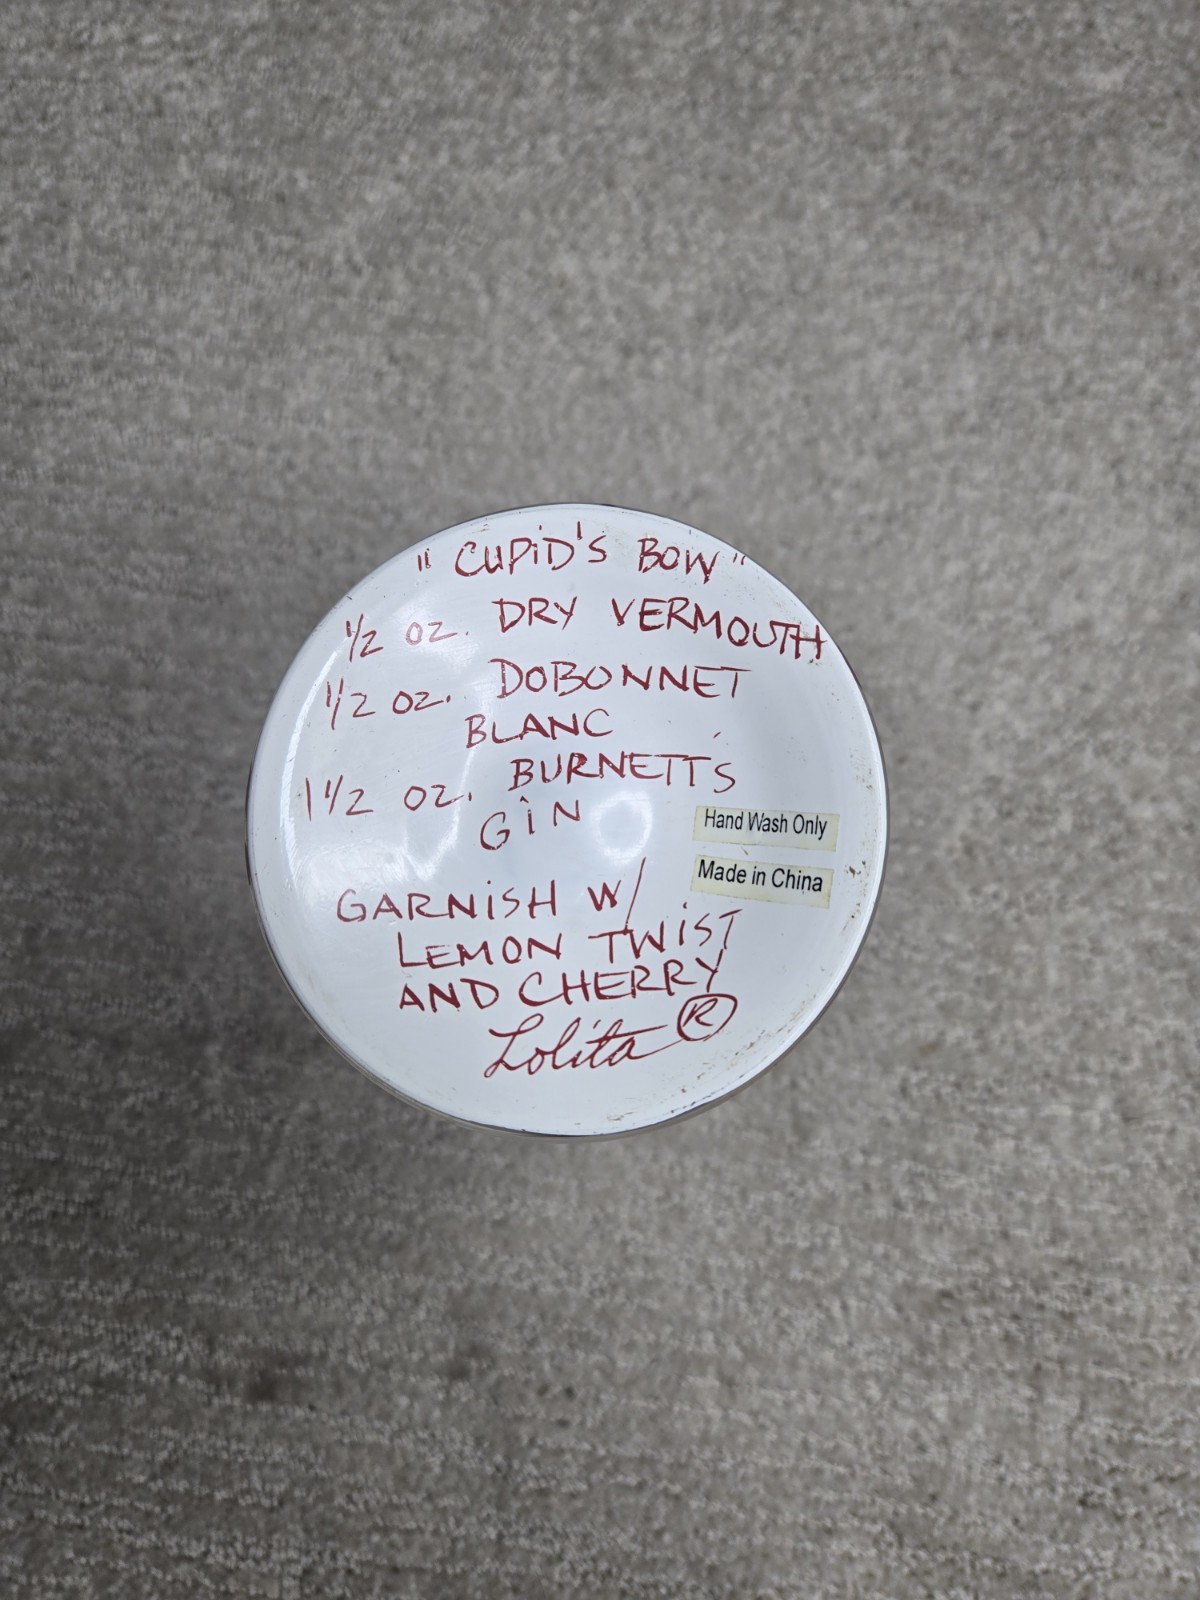 "CUPiD'S BOW"
1/2 OZ. DRY VERMOUTH
1/2 OZ. DOBONNET
BLANC
1 1/2 OZ. BURNETT'S
GiN
Hand Wash Only
Made in China
GARNiSH W/
LEMON TWiST
AND CHERRY
Lolita ®